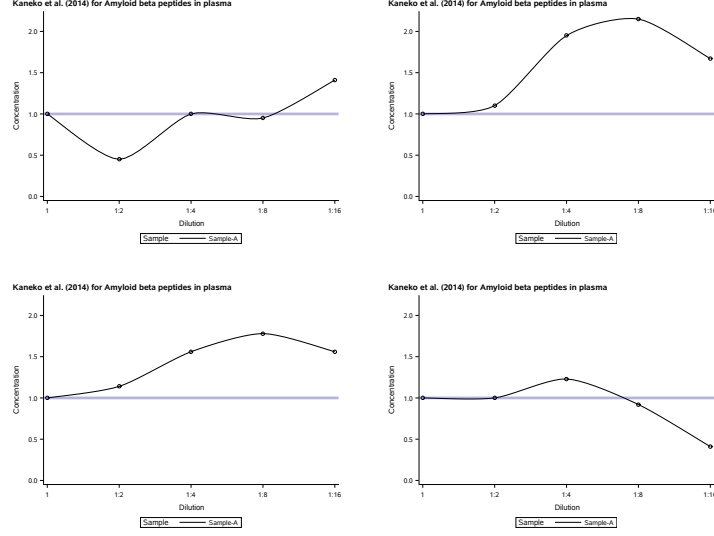 Kaneko et al. (2014) for Amyloid beta peptides in plasma
2.0
1.5
1.0
0.5
0.0
Concentration
1 1:2 1:4 1:8 1:16
Dilution
Sample Sample-A
Kaneko et al. (2014) for Amyloid beta peptides in plasma
2.0
1.5
1.0
0.5
0.0
Concentration
1 1:2 1:4 1:8 1:1
Dilution
Sample Sample-A
Kaneko et al. (2014) for Amyloid beta peptides in plasma
2.0
1.5
1.0
0.5
0.0
Concentration
1 1:2 1:4 1:8 1:16
Dilution
Sample Sample-A
Kaneko et al. (2014) for Amyloid beta peptides in plasma
2.0
1.5
1.0
0.5
0.0
Concentration
1 1:2 1:4 1:8 1:1
Dilution
Sample Sample-A